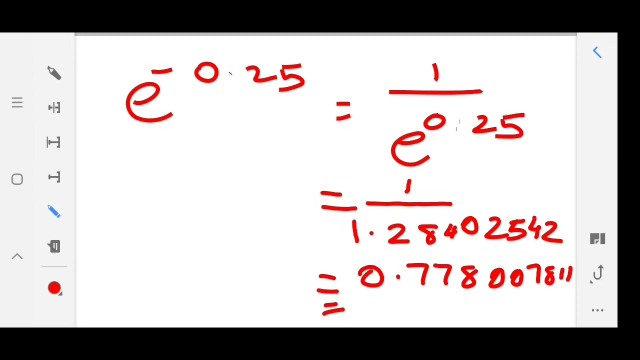 e^-0.25 = 1/e^0.25
= 1/1.28402542
= 0.778007811
=